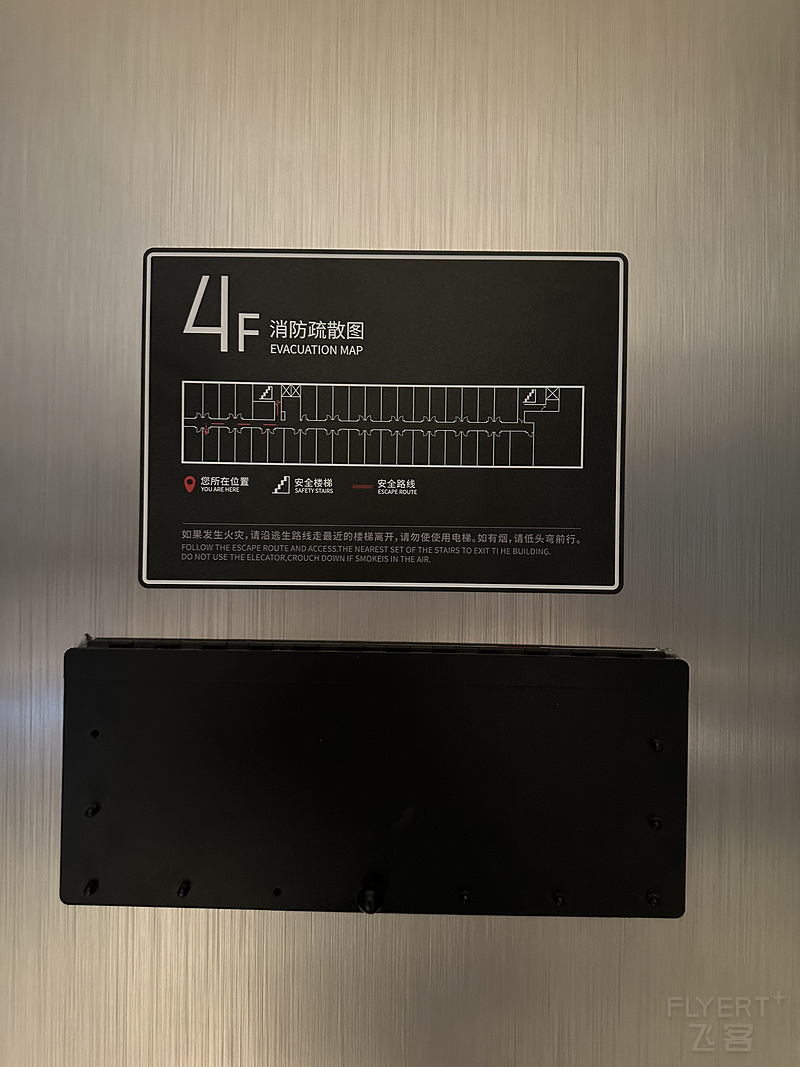 4F 消防疏散图
EVACUATION MAP
您所在位置
YOU ARE HERE
安全楼梯
SAFETY STAIRS
安全路线
ESCAPE ROUTE
如果发生火灾,请沿逃生路线走最近的楼梯离开,请勿使使用电梯。如有烟,请低头弯前行。
FOLLOW THE ESCAPE ROUTE AND ACCESS.THE NEAREST SET OF THE STAIRS TO EXIT TI HE BUILDING.
DO NOT USE THE ELECATOR,CROUCH DOWN IF SMOKEIS IN THE AIR.
FLYERT+
飞客